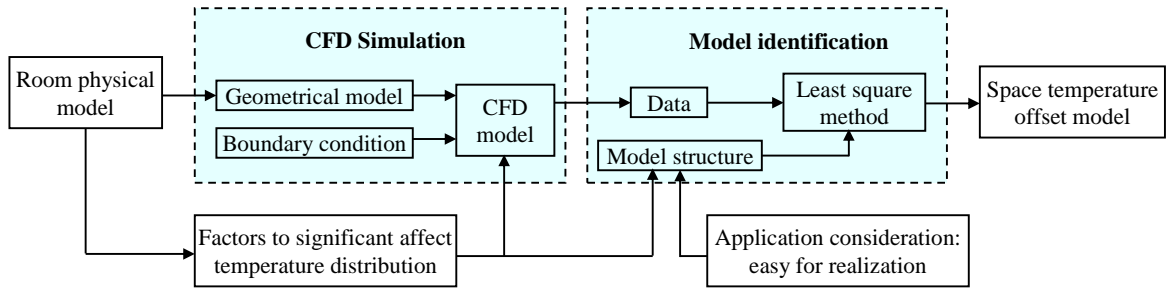 CFD Simulation
Model identification
Room physical
model
Geometrical model
Boundary condition
CFD
model
Data
Model structure
Least square
method
Space temperature
offset model
Factors to significant affect
temperature distribution
Application consideration:
easy for realization